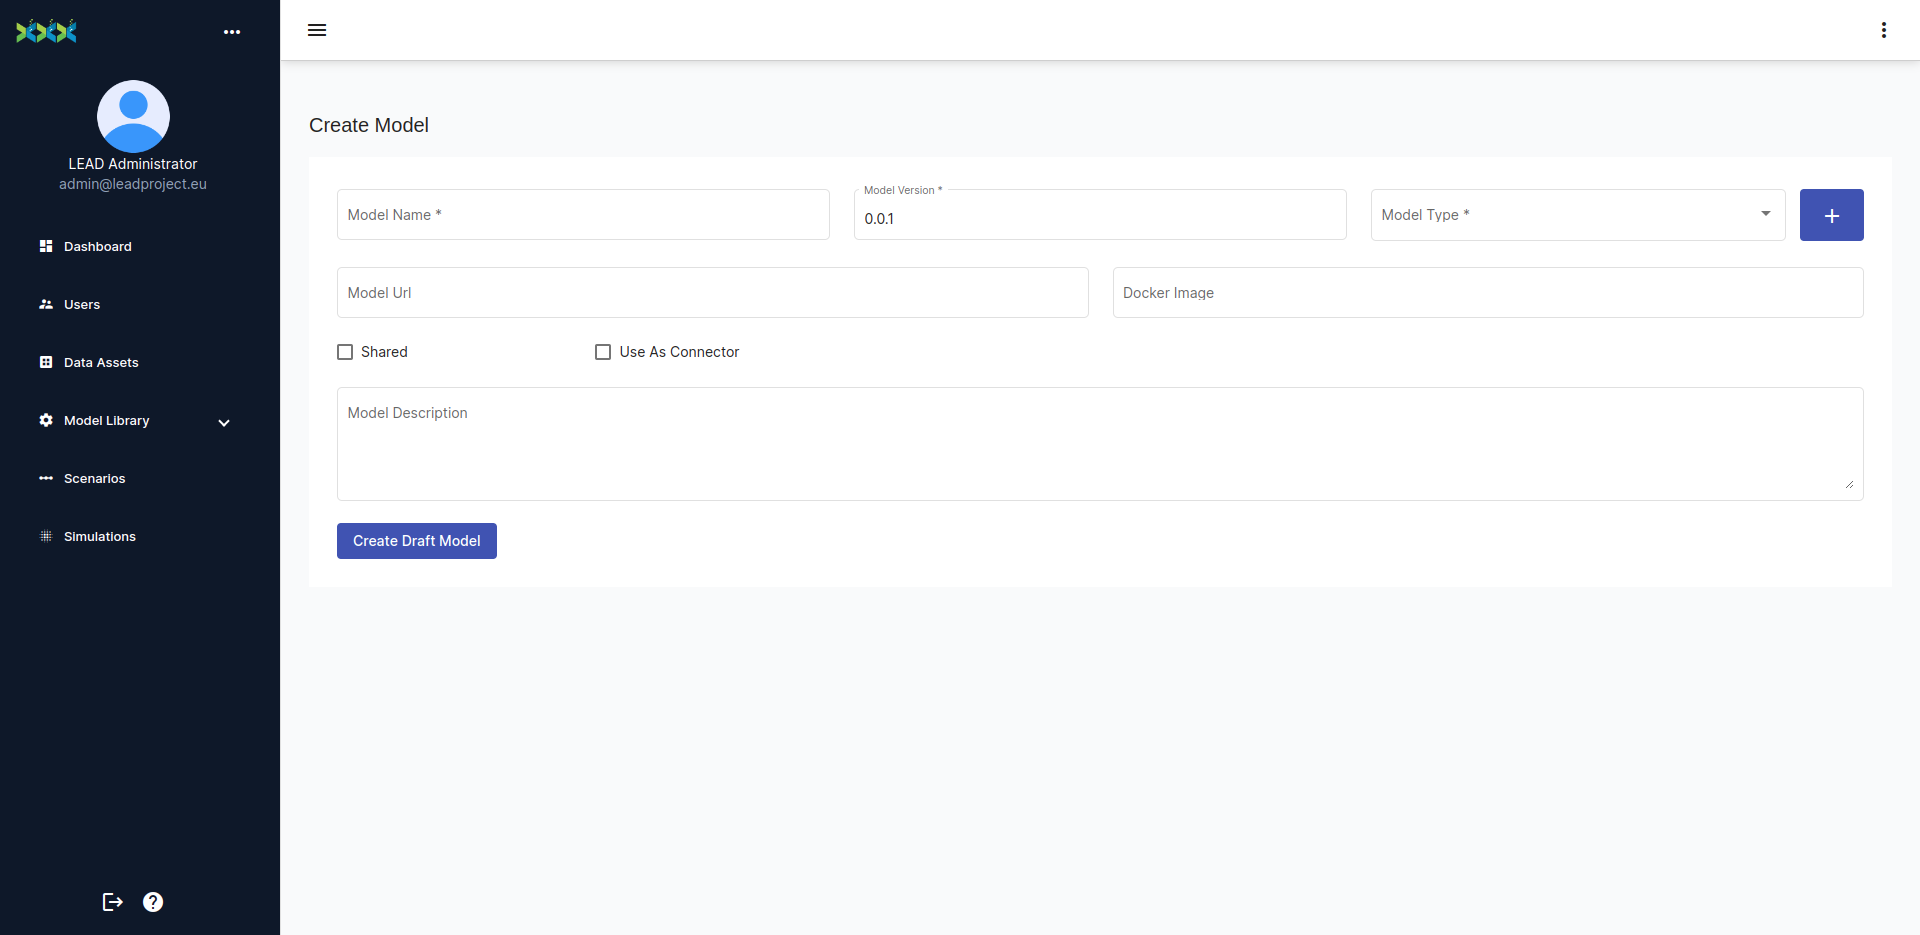 LEAD Administrator
admin@leadproject.eu
Dashboard
Users
Data Assets
Model Library
Scenarios
Simulations
Create Model
Model Name *
Model Version *
0.0.1
Model Type *
Model Url
Docker Image
Shared
Use As Connector
Model Description
Create Draft Model